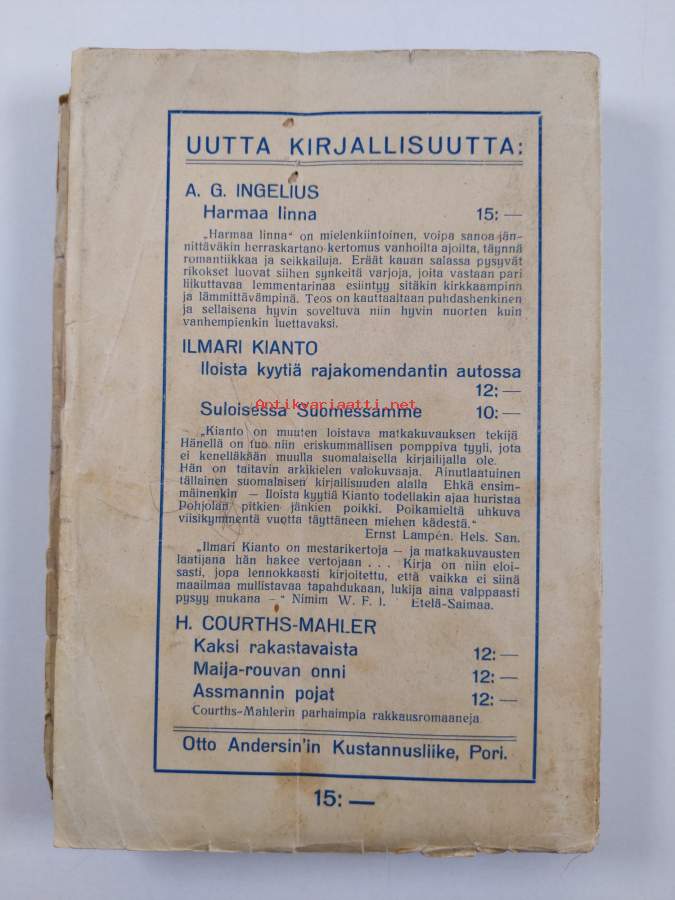 UUTTA KIRJALLISUUTTA:
A. G. INGELIUS
Harmaa linna 15: —
„Harmaa linna“ on mielenkiintoinen, voipa sanoa jän-
nittäväkin herraskartano-kertomus vanhoilta ajoilta, täynnä
romantiikkaa ja seikkailuja. Eräät kauan salassa pysyvät
rikokset luovat siihen synkeitä varjoja, joita vastaan pari
liikuttavaa lemmentarinaa esiintyy sitäkin kirkkaampina
ja lämmittävämpinä. Teos on kauttaaltaan puhdashenkinen
ja sellaisena hyvin soveltuva niin hyvin nuorten kuin
vanhempienkin luettavaksi.
ILMARI KIANTO
Iloista kyytiä rajakomendantin autossa
12: —
Antikvariaatti.net
Suloisessa Suomessamme 10: —
„Kianto on muuten loistava matkakuvauksen tekijä
Hänellä on tuo niin eriskummallisen pomppiva tyyli, jota
ei kenelläkään muulla suomalaisella kirjailijalla ole.
Hän on taitavin arkikielen valokuvaaja. Ainutlaatuinen
tällainen suomalaisen kirjallisuuden alalla Ehkä ensim-
mäinenkin — Iloista kyytiä Kianto todellakin ajaa huristaa
Pohjolan pitkien jänkien poikki. Poikamieltä uhkuva
viisikymmentä vuotta täyttäneen miehen kädestä.“
Ernst Lampén. Hels. San.
„Ilmari Kianto on mestarikertoja — ja matkakuvausten
laatijana hän hakee vertojaan . . . Kirja on niin eloi-
sasti, jopa lennokkaasti kirjoitettu, että vaikka ei siinä
maailmaa mullistavaa tapahdukaan, lukija aina valppaasti
pysyy mukana —“ Nimim W. F. l. Etelä-Saimaa.
H. COURTHS-MAHLER
Kaksi rakastavaista 12: —
Maija-rouvan onni 12: —
Assmannin pojat 12: —
Courths-Mahlerin parhaimpia rakkausromaaneja
Otto Andersin'in Kustannusliike, Pori.
15: —